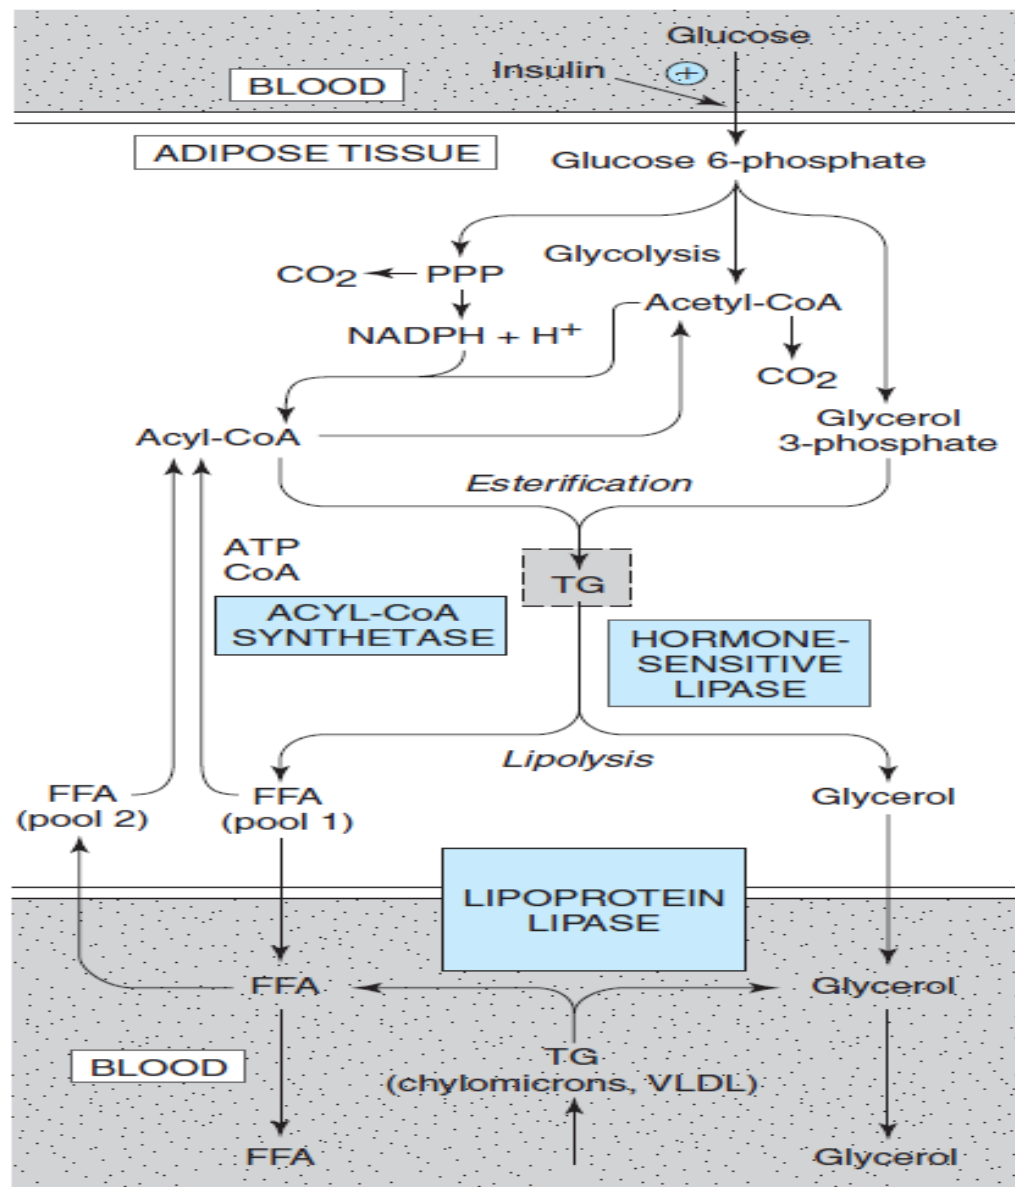 Glucose
Insulin
+
BLOOD
ADIPOSE TISSUE
Glucose 6-phosphate
Glycolysis
CO2
PPP
Acetyl-CoA
NADPH + H+
CO2
Glycerol
3-phosphate
Acyl-CoA
Esterification
ATP
CoA
TG
ACYL-CoA
SYNTHETASE
HORMONE-
SENSITIVE
LIPASE
Lipolysis
FFA
(pool 2)
FFA
(pool 1)
Glycerol
LIPOPROTEIN
LIPASE
FFA
Glycerol
BLOOD
TG
(chylomicrons, VLDL)
FFA
Glycerol